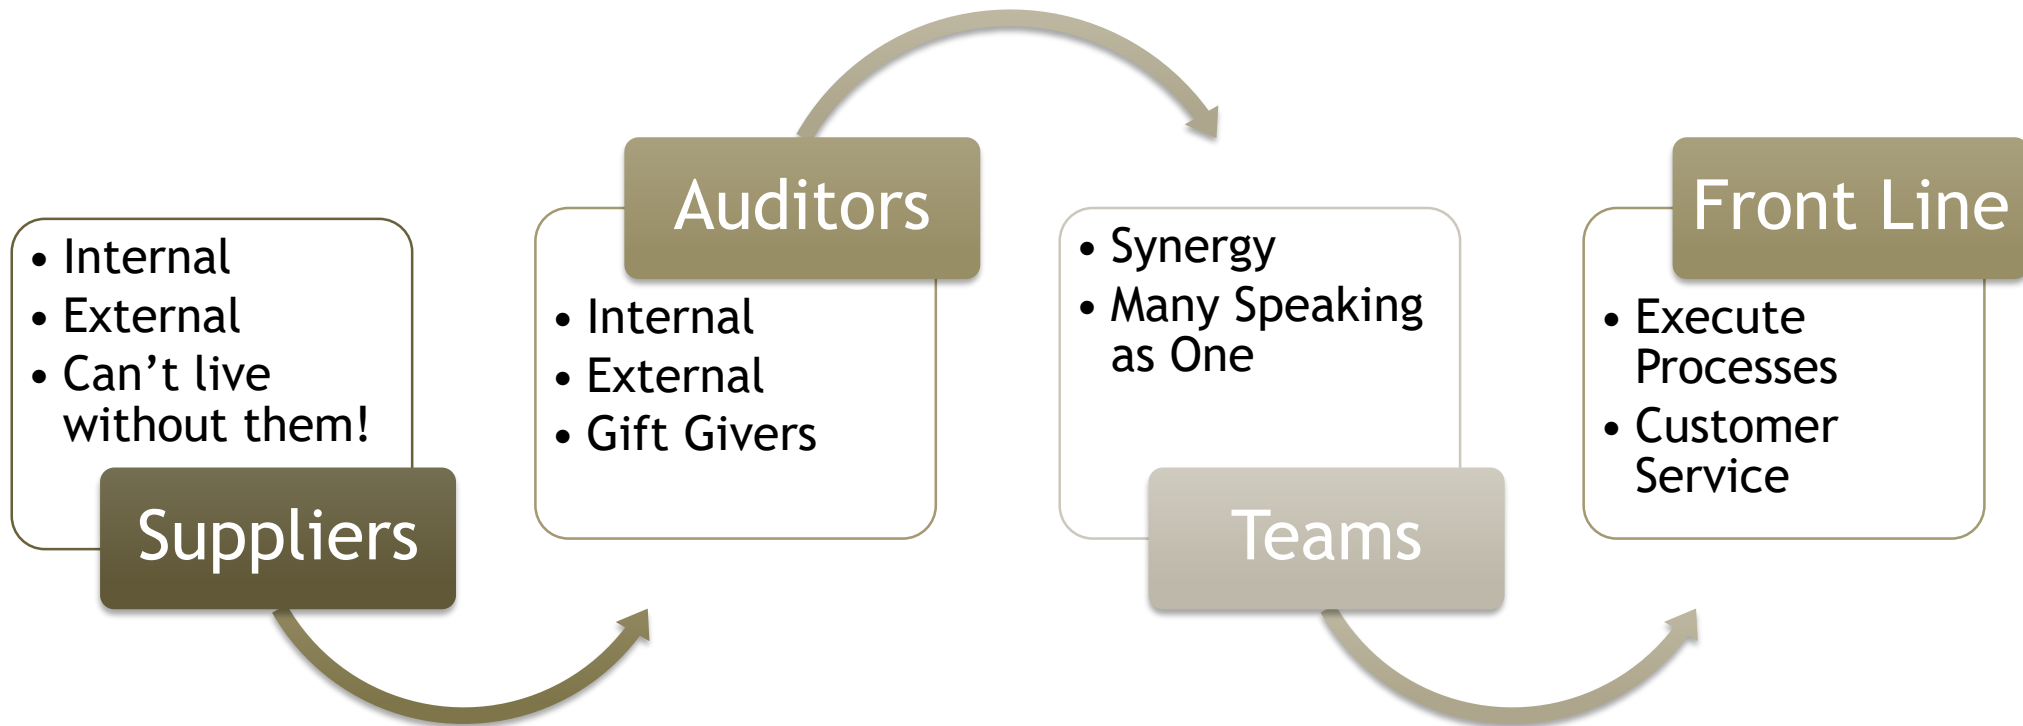 • Internal
• External
• Can’t live
without them!
Suppliers
Auditors
• Internal
• External
• Gift Givers
• Synergy
• Many Speaking
as One
Teams
Front Line
• Execute
Processes
• Customer
Service